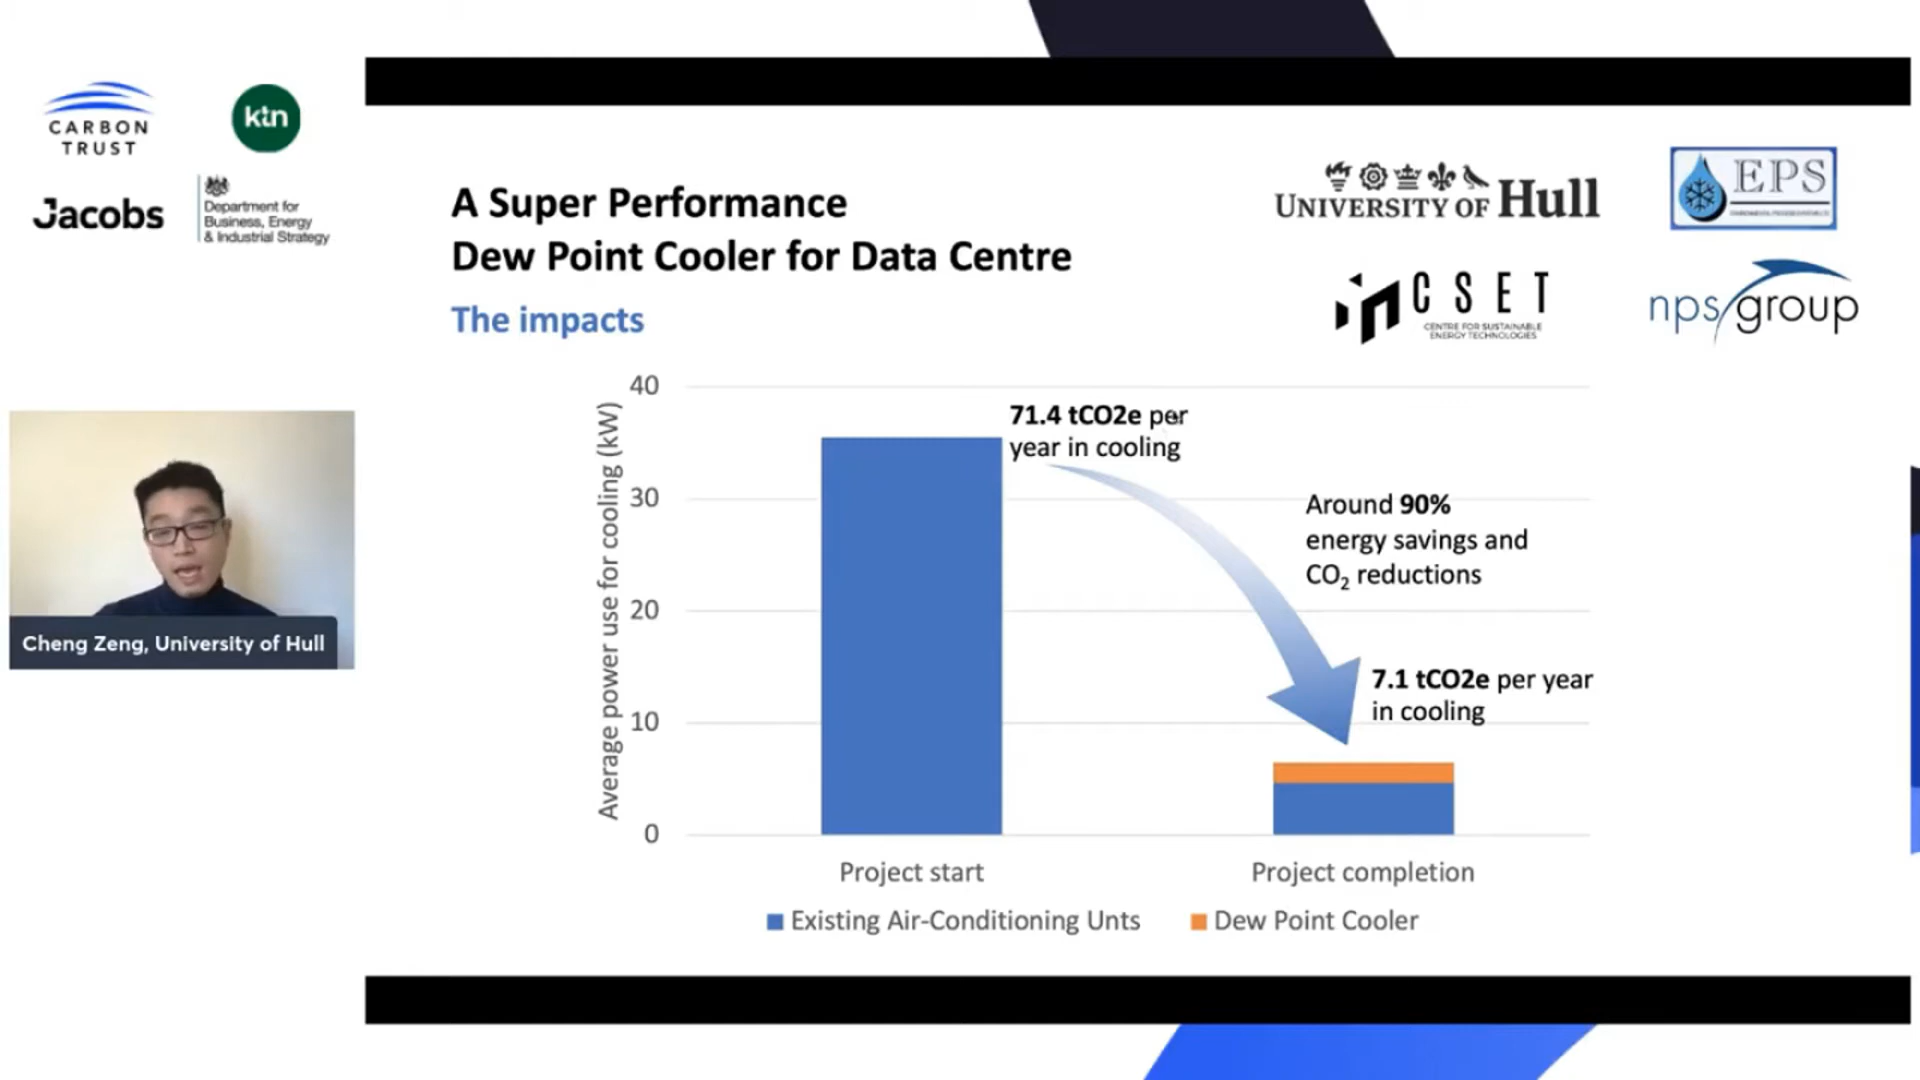 CARBON
TRUST
ktn
Jacobs
Department for
Business, Energy
& Industrial Strategy
A Super Performance
Dew Point Cooler for Data Centre
The impacts
UNIVERSITY OF Hull
EPS
CSET
CENTRE FOR SUSTAINABLE
ENERGY TECHNOLOGIES
nps group
Cheng Zeng, University of Hull
Average power use for cooling (kW)
40
30
20
10
0
71.4 tCO2e per
year in cooling
Around 90%
energy savings and
CO₂ reductions
7.1 tCO2e per year
in cooling
Project start
Project completion
Existing Air-Conditioning Unts
Dew Point Cooler